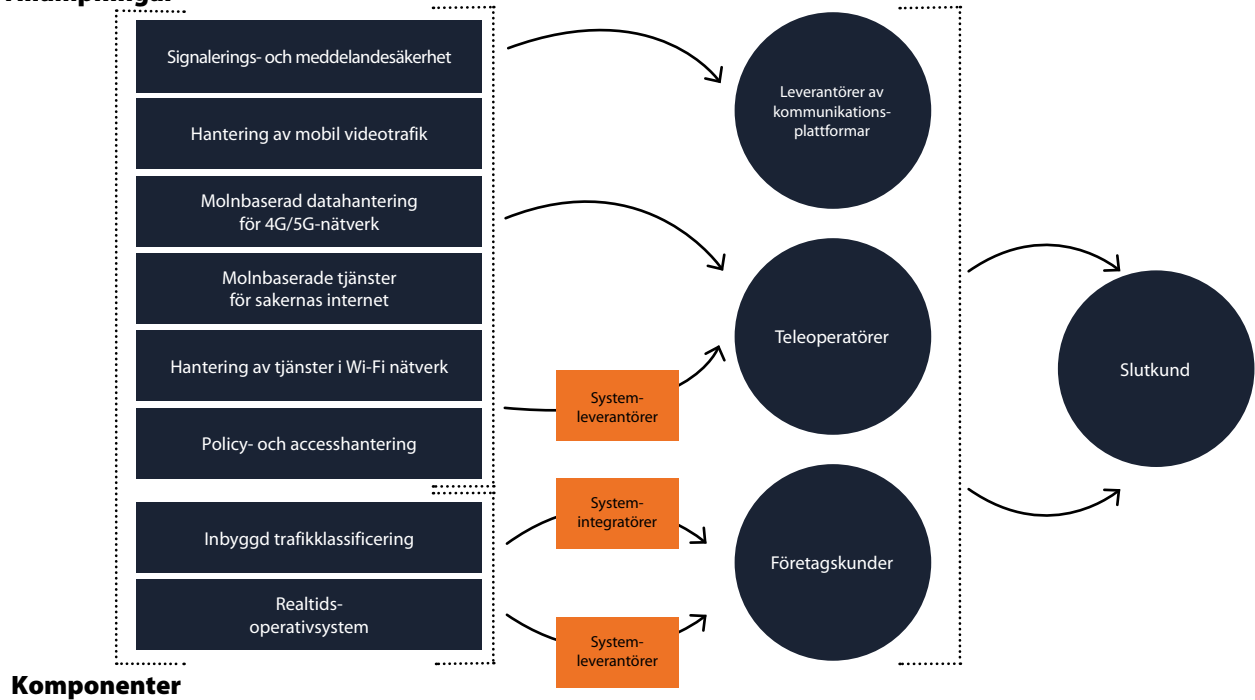 Signalerings- och meddelandesäkerhet
Hantering av mobil videotrafik
Molnbaserad datahantering
för 4G/5G-nätverk
Molnbaserade tjänster
för sakernas internet
Hantering av tjänster i Wi-Fi nätverk
Policy- och accesshantering
Inbyggd trafikklassificering
Realtids-
operativsystem
Komponenter
System-
leverantörer
System-
integratörer
System-
leverantörer
Leverantörer av
kommunikations-
plattformar
Teleoperatörer
Företagskunder
Slutkund